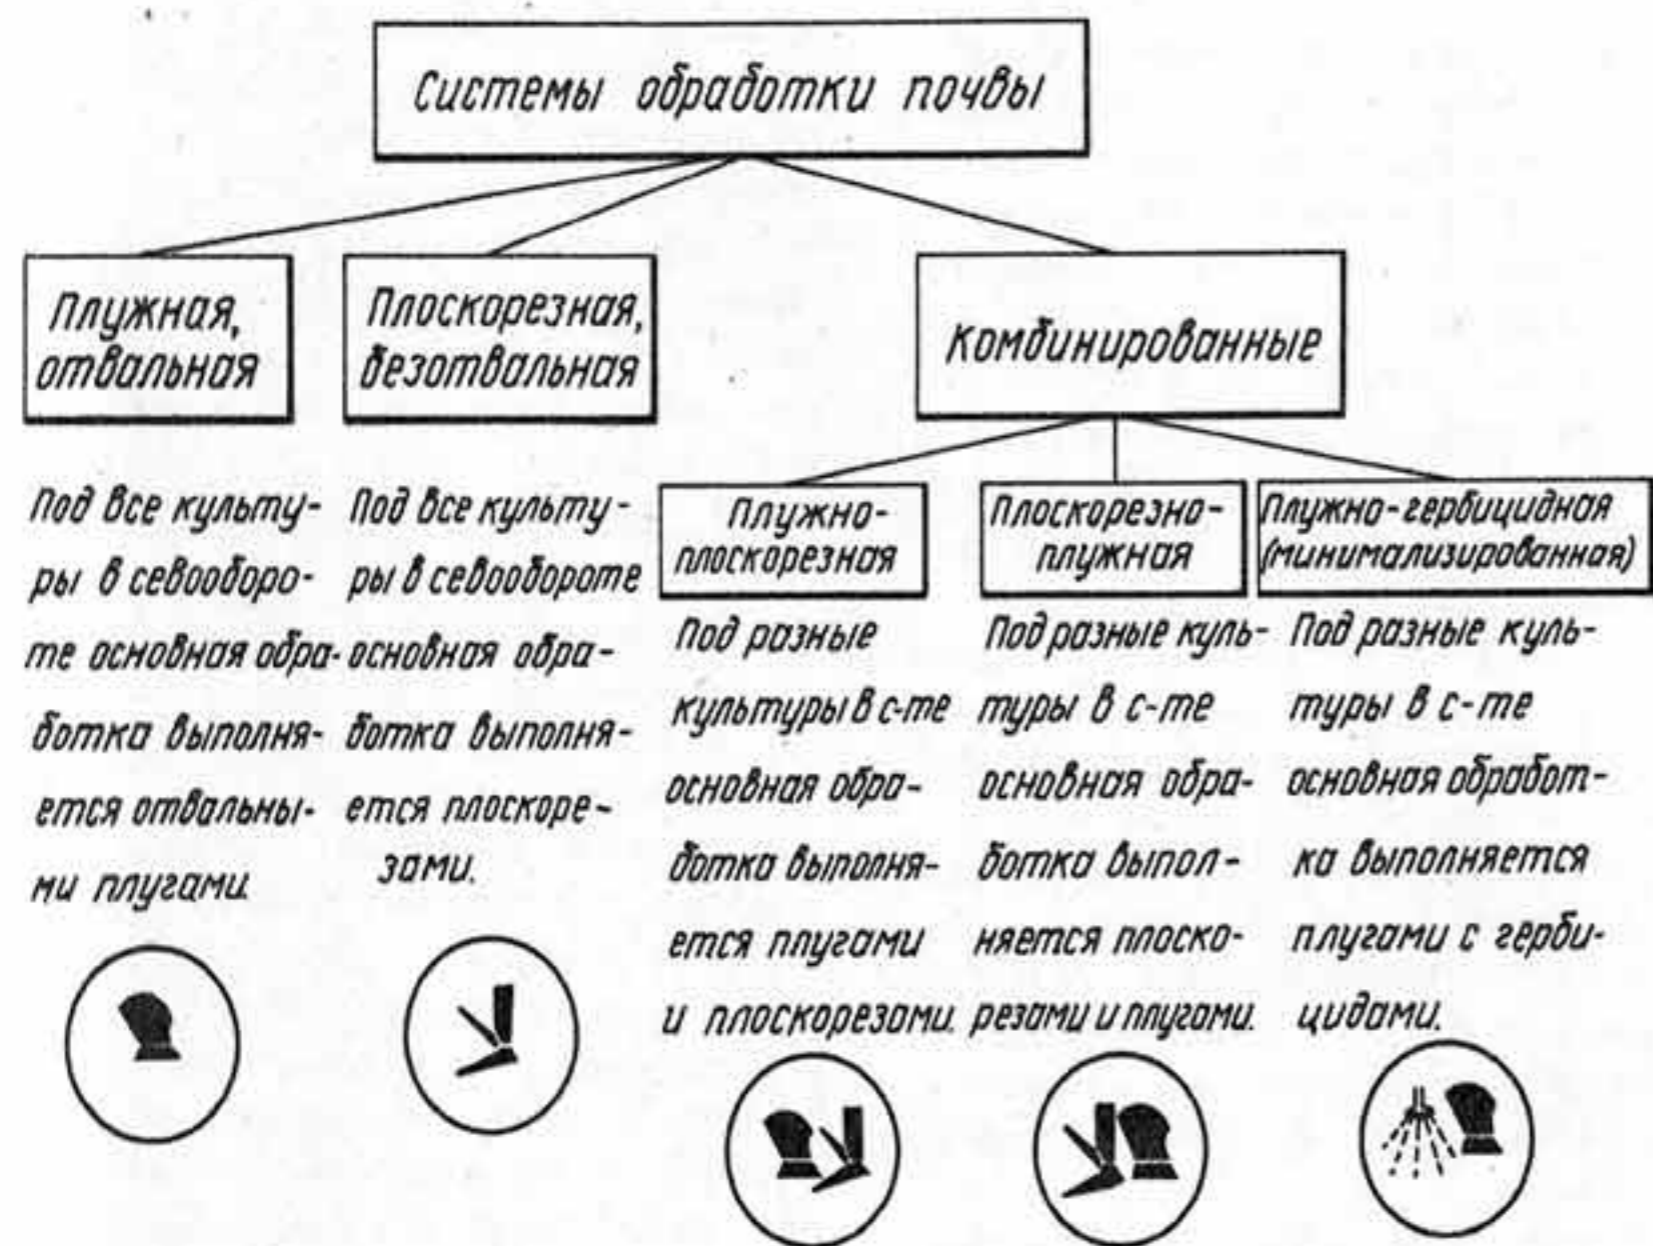 Системы обработки почвы
Плужная,
отвальная
Плоскорезная,
безотвальная
Комбинированные
Под все культу-
ры в севооборо-
те основная обра-
ботка выполня-
ется отвальны-
ми плугами.
Под все культу-
ры в севообороте
основная обра-
ботка выполня-
ется плоскоре-
зами.
Плужно-
плоскорезная
Под разные
культуры в с-те
основная обра-
ботка выполня-
ется плугами
и плоскорезами.
Плоскорезно-
плужная
Под разные куль-
туры в с-те
основная обра-
ботка выпол-
няется плоско-
резами и плугами.
Плужно-гербицидная
(минимализированная)
Под разные куль-
туры в с-те
основная обработ-
ка выполняется
плугами с герби-
цидами.